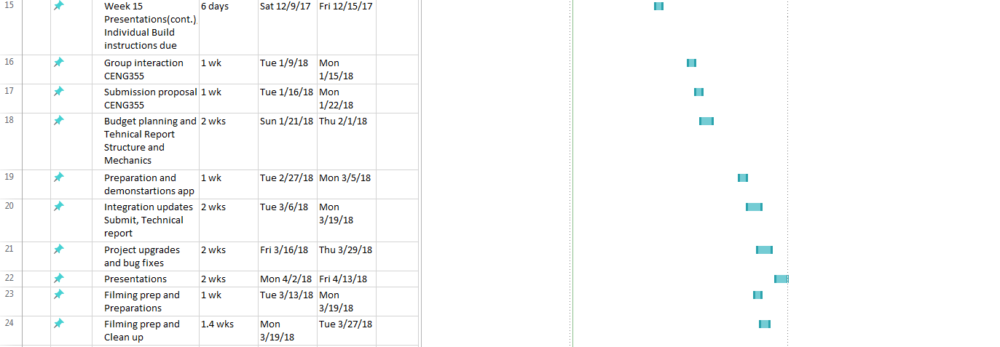 15
Week 15
Presentations(cont.)
Individual Build
instructions due
6 days
Sat 12/9/17
Fri 12/15/17
16
Group interaction
CENG355
1 wk
Tue 1/9/18
Mon
1/15/18
17
Submission proposal
CENG355
1 wk
Tue 1/16/18
Mon
1/22/18
18
Budget planning and
Tehnical Report
Structure and
Mechanics
2 wks
Sun 1/21/18
Thu 2/1/18
19
Preparation and
demonstartions app
1 wk
Tue 2/27/18
Mon 3/5/18
20
Integration updates
Submit, Technical
report
2 wks
Tue 3/6/18
Mon
3/19/18
21
Project upgrades
and bug fixes
2 wks
Fri 3/16/18
Thu 3/29/18
22
Presentations
2 wks
Mon 4/2/18
Fri 4/13/18
23
Filming prep and
Preparations
1 wk
Tue 3/13/18
Mon
3/19/18
24
Filming prep and
Clean up
1.4 wks
Mon
3/19/18
Tue 3/27/18